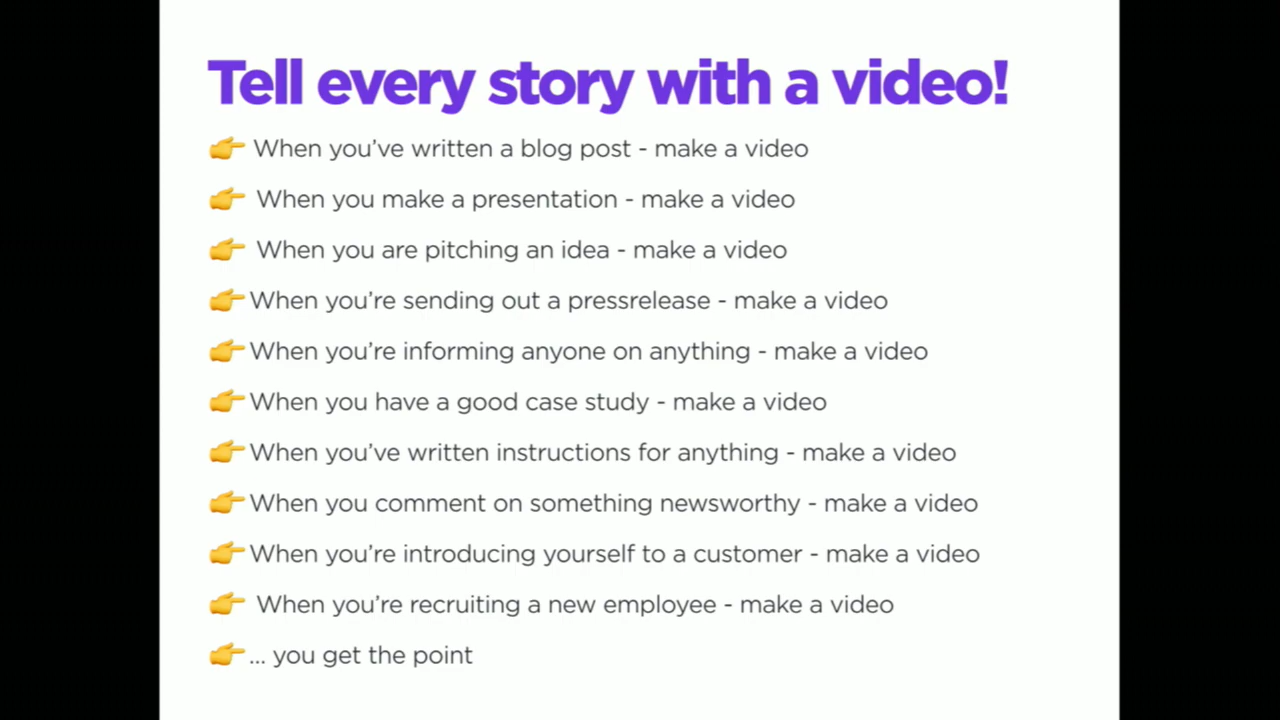 Tell every story with a video!
👉 When you’ve written a blog post - make a video
👉 When you make a presentation - make a video
👉 When you are pitching an idea - make a video
👉 When you’re sending out a pressrelease - make a video
👉 When you’re informing anyone on anything - make a video
👉 When you have a good case study - make a video
👉 When you’ve written instructions for anything - make a video
👉 When you comment on something newsworthy - make a video
👉 When you’re introducing yourself to a customer - make a video
👉 When you’re recruiting a new employee - make a video
👉 ... you get the point